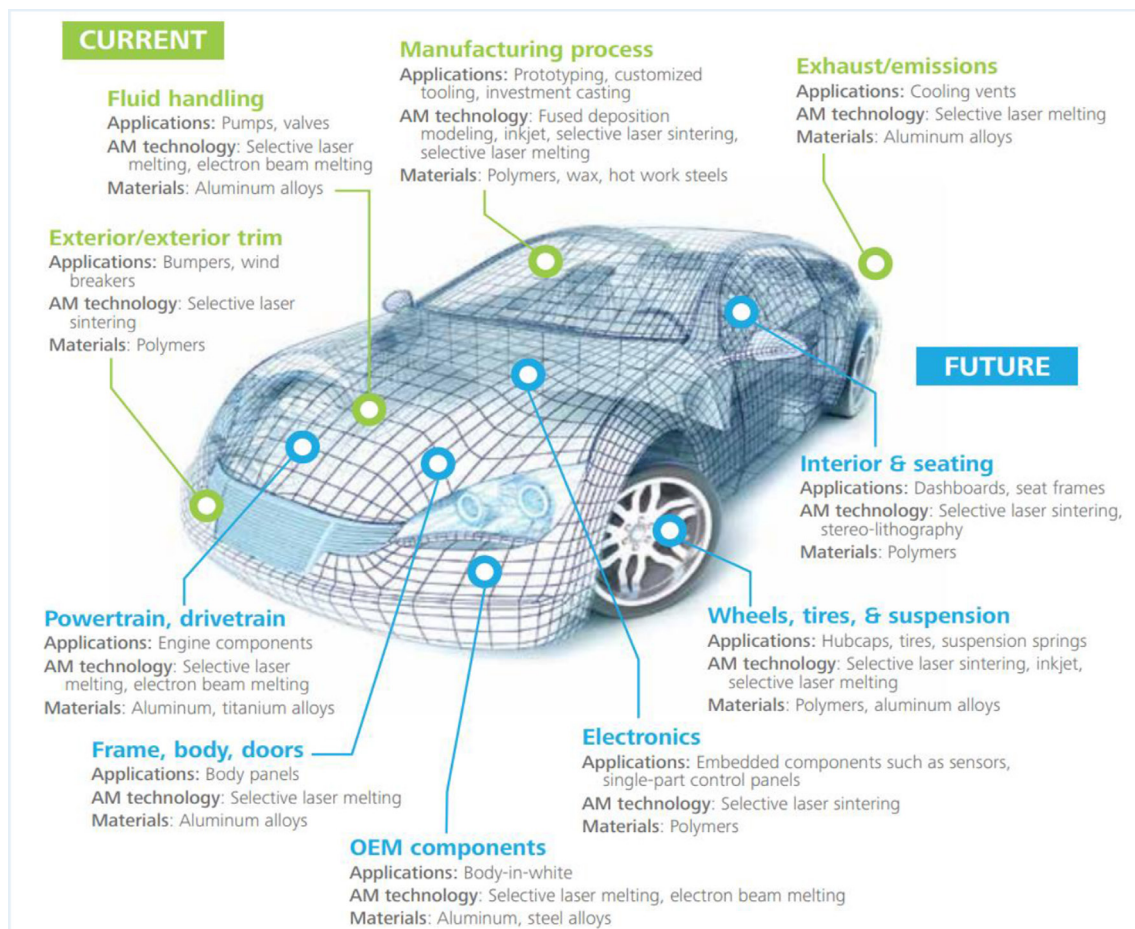 CURRENT
Fluid handling
Applications: Pumps, valves
AM technology: Selective laser
melting, electron beam melting
Materials: Aluminum alloys
Manufacturing process
Applications: Prototyping, customized
tooling, investment casting
AM technology: Fused deposition
modeling, inkjet, selective laser sintering,
selective laser melting
Materials: Polymers, wax, hot work steels
Exhaust/emissions
Applications: Cooling vents
AM technology: Selective laser melting
Materials: Aluminum alloys
Exterior/exterior trim
Applications: Bumpers, wind
breakers
AM technology: Selective laser
sintering
Materials: Polymers
FUTURE
Interior & seating
Applications: Dashboards, seat frames
AM technology: Selective laser sintering,
stereo-lithography
Materials: Polymers
Powertrain, drivetrain
Applications: Engine components
AM technology: Selective laser
melting, electron beam melting
Materials: Aluminum, titanium alloys
Wheels, tires, & suspension
Applications: Hubcaps, tires, suspension springs
AM technology: Selective laser sintering, inkjet,
selective laser melting
Materials: Polymers, aluminum alloys
Frame, body, doors
Applications: Body panels
AM technology: Selective laser melting
Materials: Aluminum alloys
Electronics
Applications: Embedded components such as sensors,
single-part control panels
AM technology: Selective laser sintering
Materials: Polymers
OEM components
Applications: Body-in-white
AM technology: Selective laser melting, electron beam melting
Materials: Aluminum, steel alloys